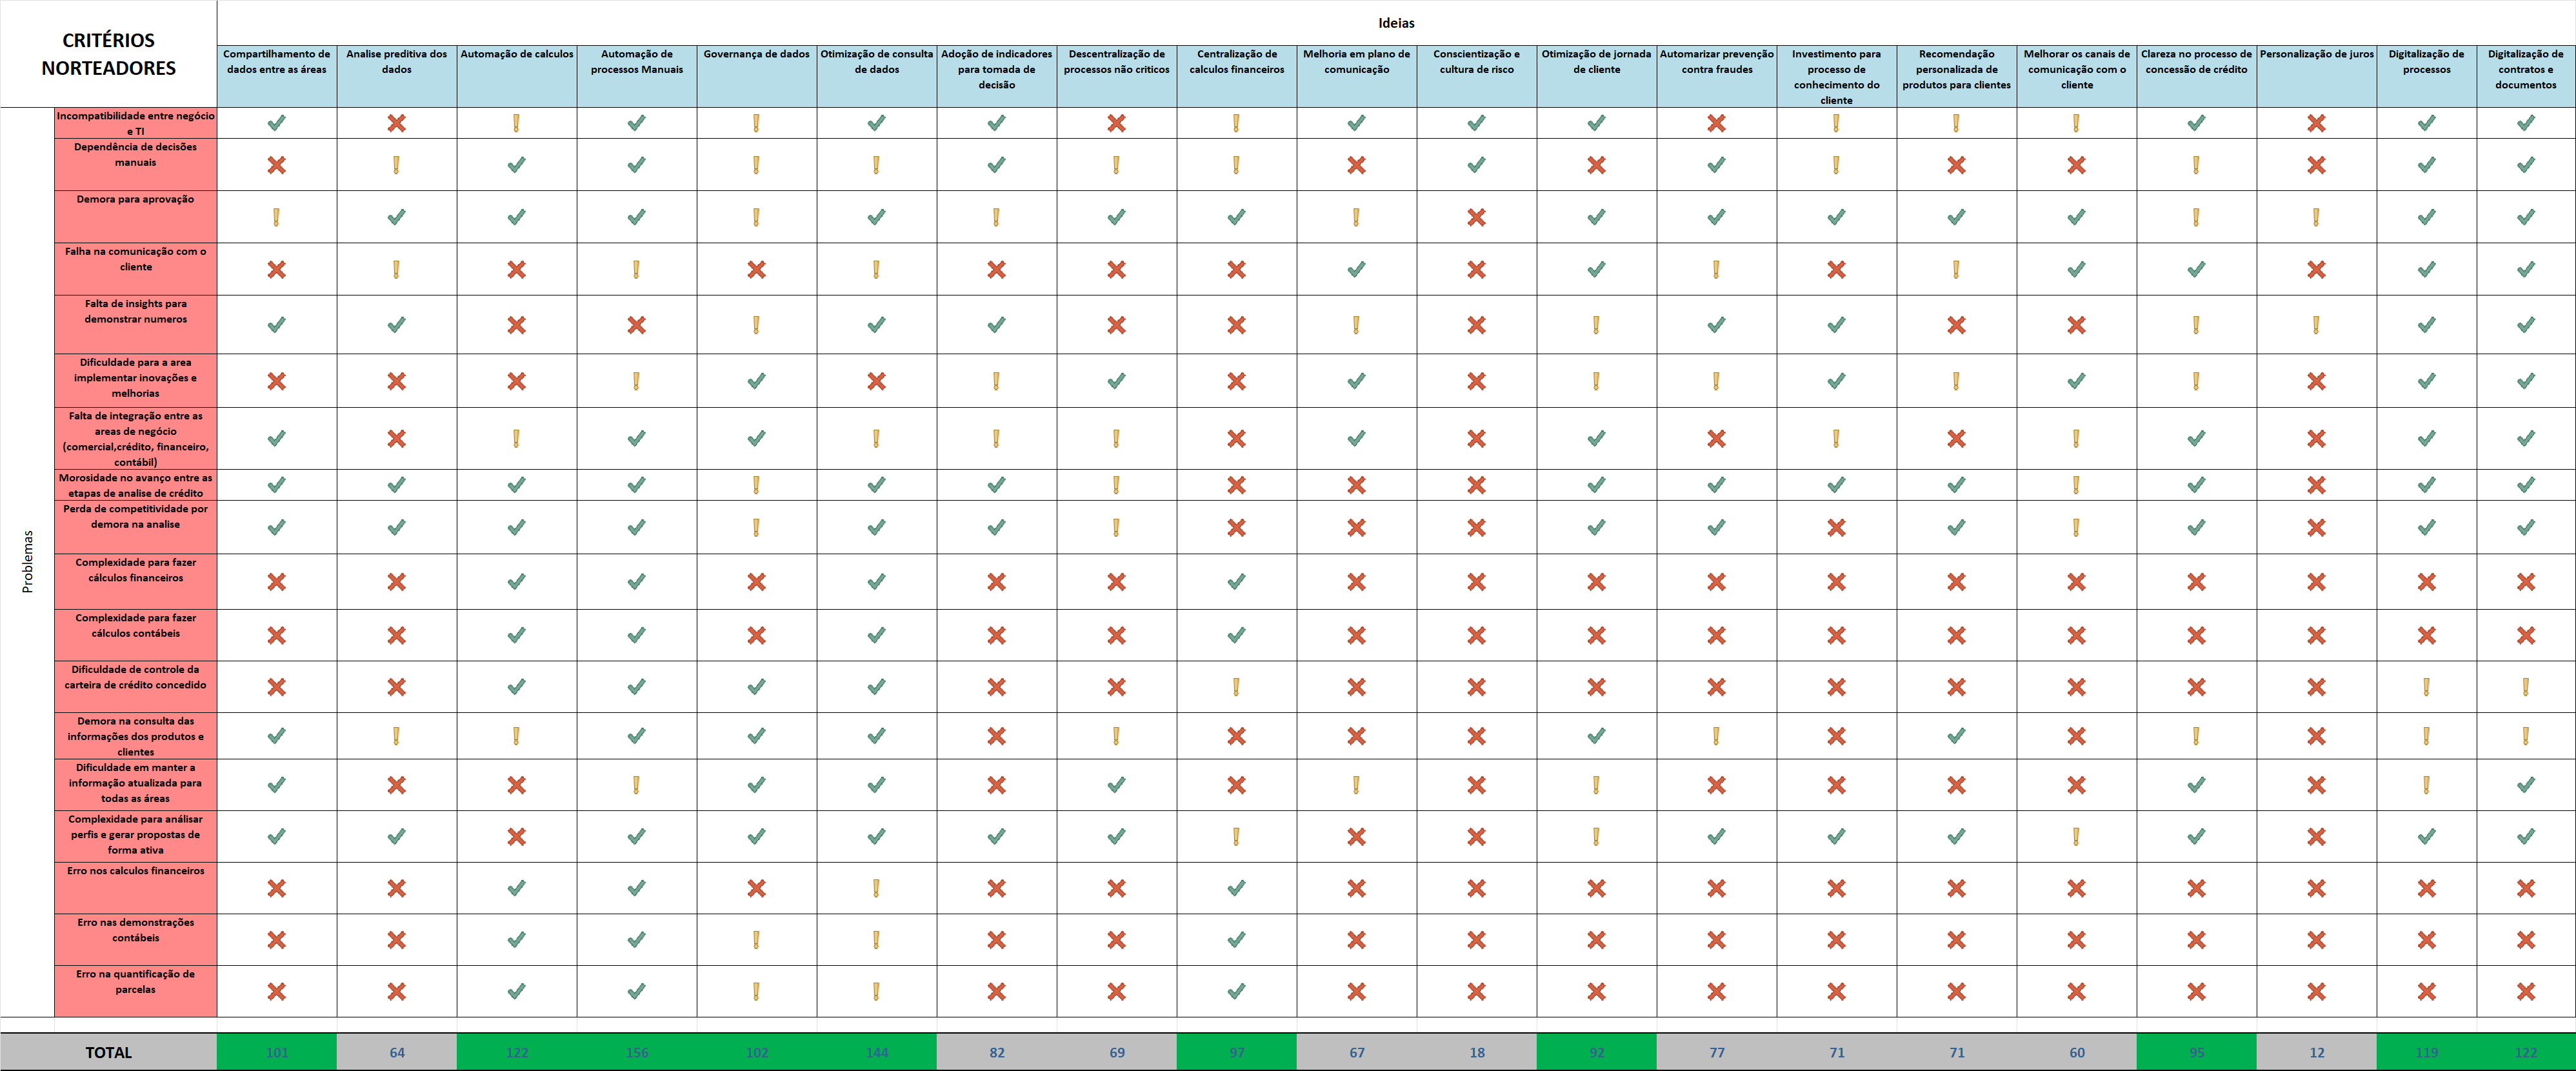 Ideias
CRITÉRIOS
NORTEADORES
Compartilhamento de
dados entre as áreas
Analise preditiva dos
dados
Automação de calculos
Automação de
processos Manuais
Governança de dados
Otimização de consulta
de dados
Adoção de indicadores
para tomada de
decisão
Descentralização de
processos não criticos
Centralização de
calculos financeiros
Melhoria em plano de
comunicação
Conscientização e
cultura de risco
Otimização de jornada
de cliente
Automarizar prevenção
contra fraudes
Investimento para
processo de
conhecimento do
cliente
Recomendação
personalizada de
produtos para clientes
Melhorar os canais de
comunicação com o
cliente
Clareza no processo de
concessão de crédito
Personalização de juros
Digitalização de
processos
Digitalização de
contratos e
documentos
Problemas
Incompatibilidade entre negócio
e TI
Dependência de decisões
manuais
Demora para aprovação
Falha na comunicação com o
cliente
Falta de insights para
demonstrar numeros
Dificuldade para a area
implementar inovações e
melhorias
Falta de integração entre as
areas de negócio
(comercial,crédito, financeiro,
contábil)
Morosidade no avanço entre as
etapas de analise de crédito
Perda de competitividade por
demora na analise
Complexidade para fazer
cálculos financeiros
Complexidade para fazer
cálculos contábeis
Dificuldade de controle da
carteira de crédito concedido
Demora na consulta das
informações dos produtos e
clientes
Dificuldade em manter a
informação atualizada para
todas as áreas
Complexidade para análisar
perfis e gerar propostas de
forma ativa
Erro nos calculos financeiros
Erro nas demonstrações
contábeis
Erro na quantificação de
parcelas
TOTAL 101 64 122 156 102 144 82 69 97 67 18 92 77 71 71 60 95 12 119 122